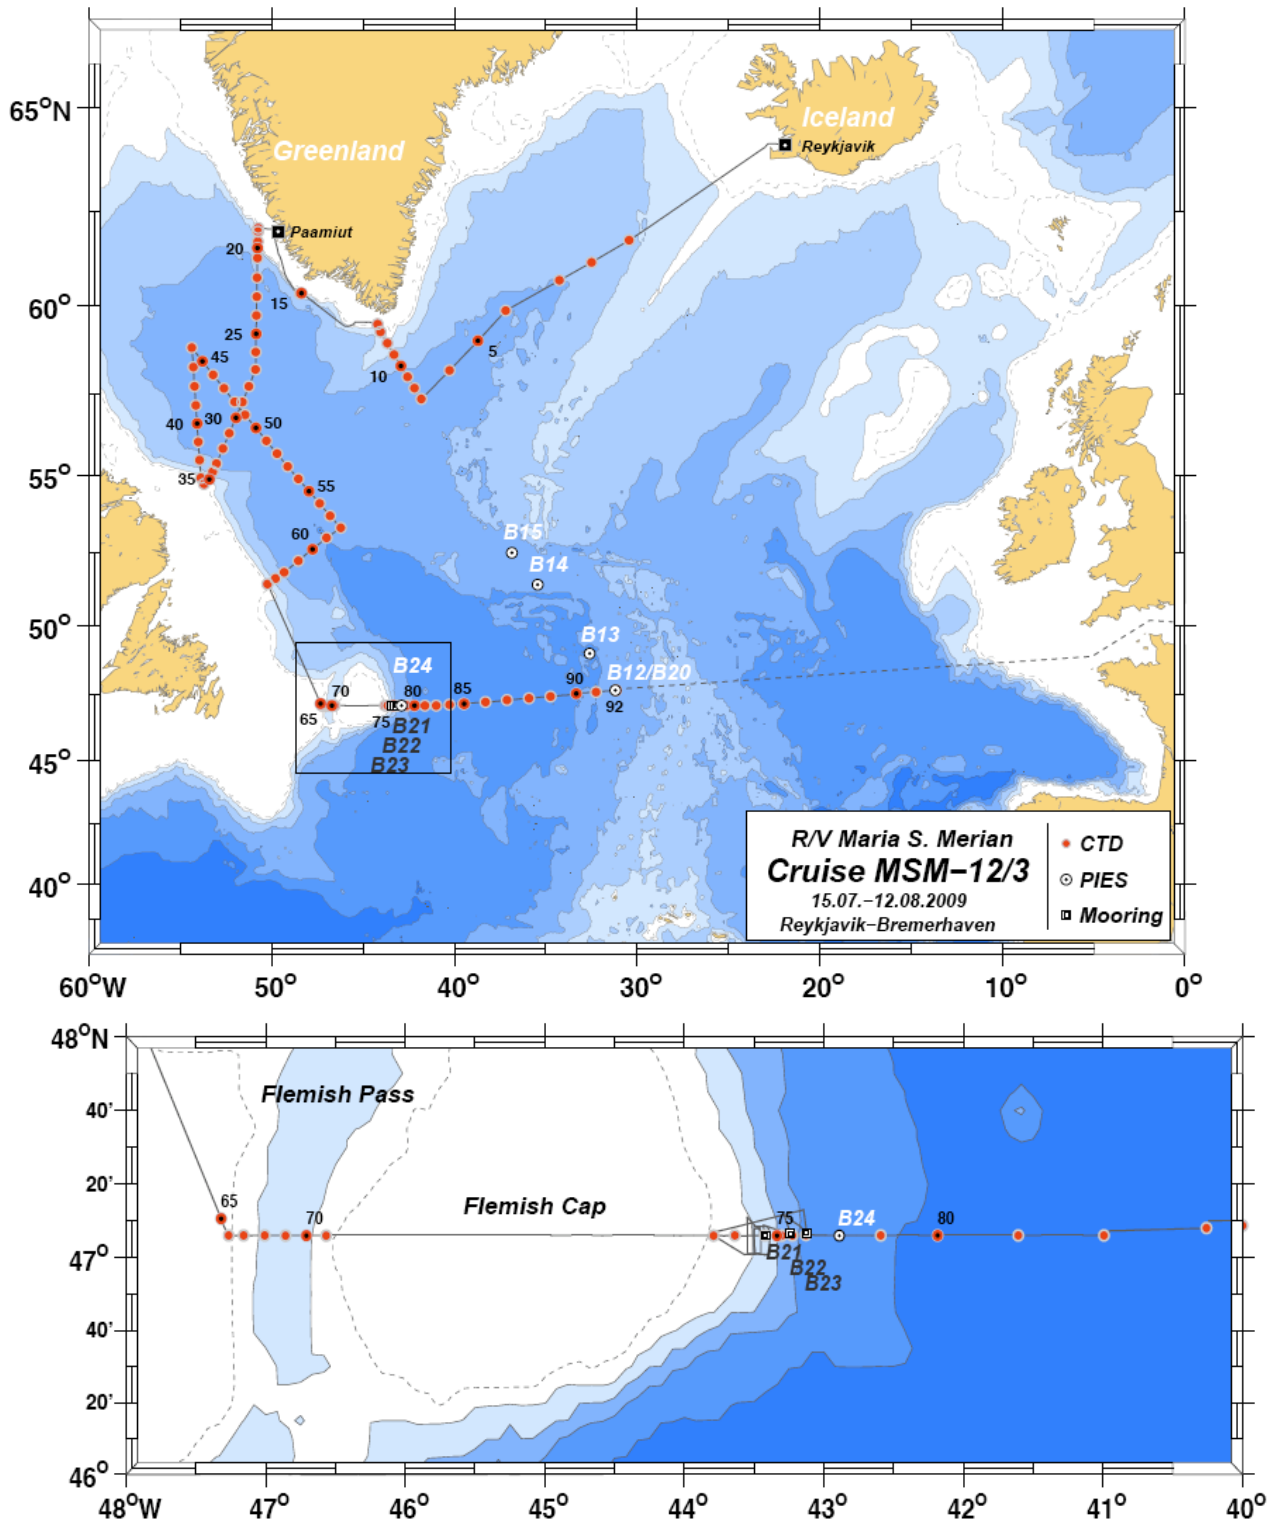 65°N
Greenland
Iceland
Reykjavik
Paamiut
20
15
60°
25
5
45
10
40
30
50
35
55°
55
60
B15
B14
50°
B13
B24
B12/B20
70
80
85
90
65
75
92
B21
B22
B23
45°
R/V Maria S. Merian
Cruise MSM–12/3
15.07.–12.08.2009
Reykjavik–Bremerhaven
CTD
PIES
Mooring
40°
60°W
50°
40°
30°
20°
10°
0°
48°N
Flemish Pass
40'
20'
65
70
Flemish Cap
75
B24
80
47°
B21
B22
B23
40'
20'
46°
48°W
47°
46°
45°
44°
43°
42°
41°
40°